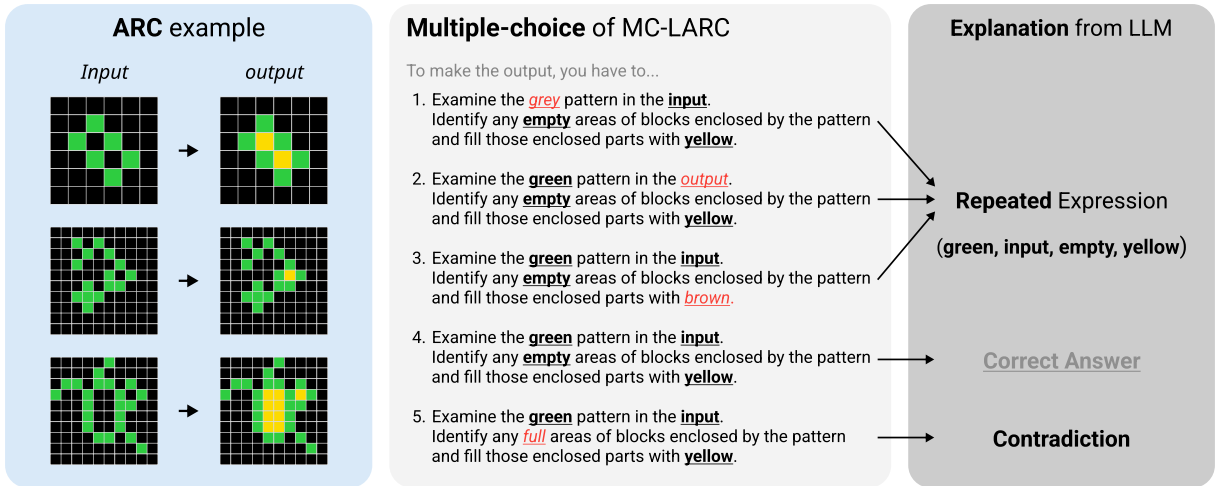 ARC example
Input
output
Multiple-choice of MC-LARC
To make the output, you have to...
1. Examine the grey pattern in the input.
Identify any empty areas of blocks enclosed by the pattern
and fill those enclosed parts with yellow.
2. Examine the green pattern in the output.
Identify any empty areas of blocks enclosed by the pattern
and fill those enclosed parts with yellow.
3. Examine the green pattern in the input.
Identify any empty areas of blocks enclosed by the pattern
and fill those enclosed parts with brown.
4. Examine the green pattern in the input.
Identify any empty areas of blocks enclosed by the pattern
and fill those enclosed parts with yellow.
5. Examine the green pattern in the input.
Identify any full areas of blocks enclosed by the pattern
and fill those enclosed parts with yellow.
Explanation from LLM
Repeated Expression
(green, input, empty, yellow)
Correct Answer
Contradiction